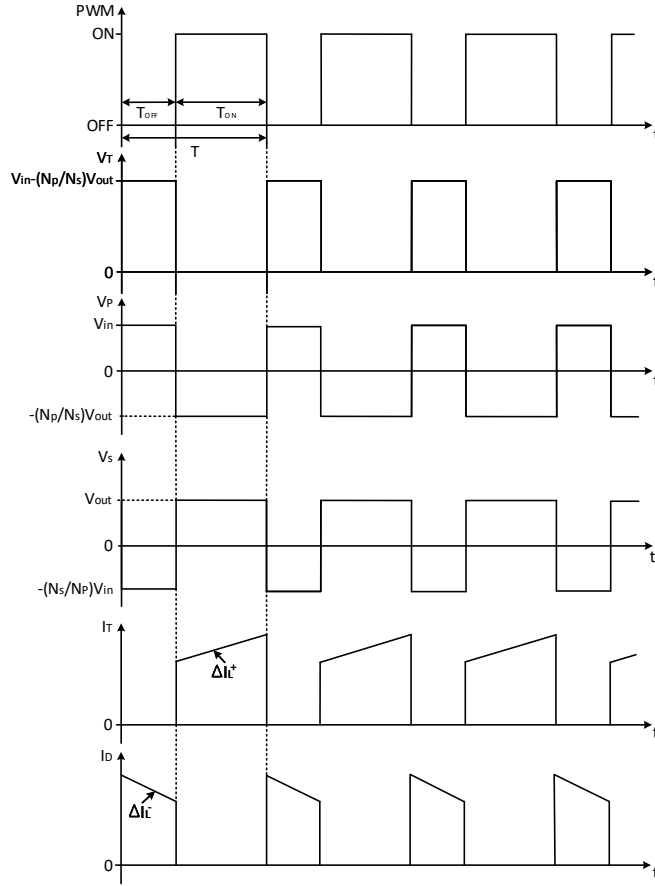 PWM
ON
TOFF
TON
OFF
t
T
VT
Vin-(Np/Ns)Vout
0
t
VP
Vin
0
t
-(Np/Ns)Vout
Vs
Vout
0
t
-(Ns/NP)Vin
IT
ΔIL+
0
t
ID
ΔIL-
0
t